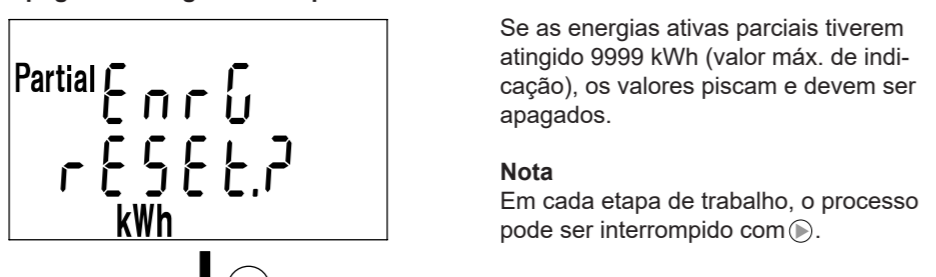 Partial EnrG
rESEt.?
kWh
Se as energias ativas parciais tiverem
atingido 9999 kWh (valor máx. de indi-
cação), os valores piscam e devem ser
apagados.
Nota
Em cada etapa de trabalho, o processo
pode ser interrompido com.